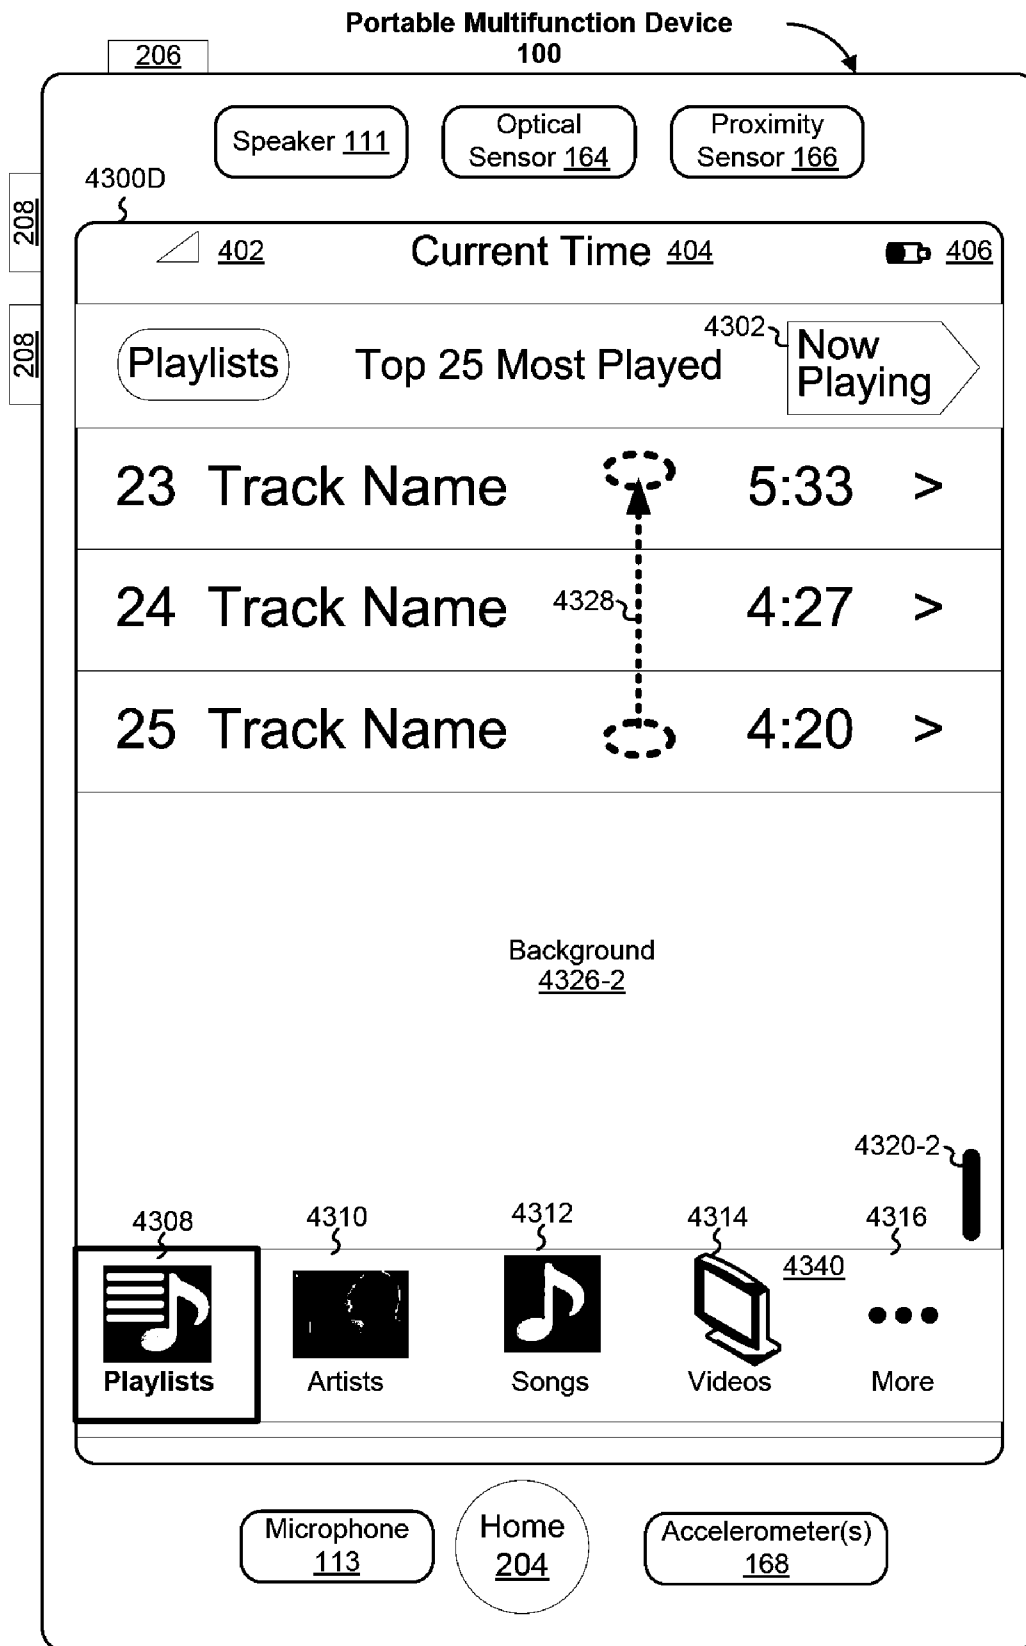 Portable Multifunction Device
100
206
Speaker 111
Optical
Sensor 164
Proximity
Sensor 166
4300D
208
402
Current Time 404
406
208
Playlists
Top 25 Most Played
4302
Now
Playing
23 Track Name 5:33 >
24 Track Name 4328 4:27 >
25 Track Name 4:20 >
Background
4326-2
4320-2
4308
4310
4312
4314
4316
4340
Playlists
Artists
Songs
Videos
More
Microphone
113
Home
204
Accelerometer(s)
168